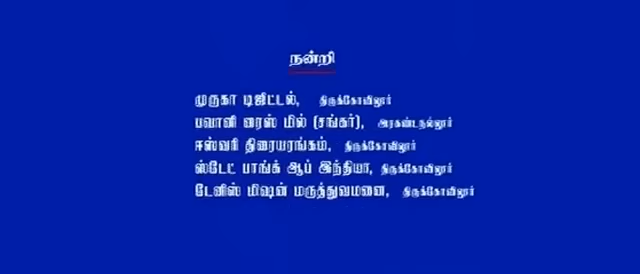 நன்றி
முருகா டிஜிட்டல், திருக்கோவிலூர்
பவானி ரைஸ் மில் (சங்கர்), அரகண்டநல்லூர்
ஈஸ்வரி திரையரங்கம், திருக்கோவிலூர்
ஸ்டேட் பாங்க் ஆப் இந்தியா, திருக்கோவிலூர்
டேனிஸ் மிஷன் மருத்துவமனை, திருக்கோவிலூர்